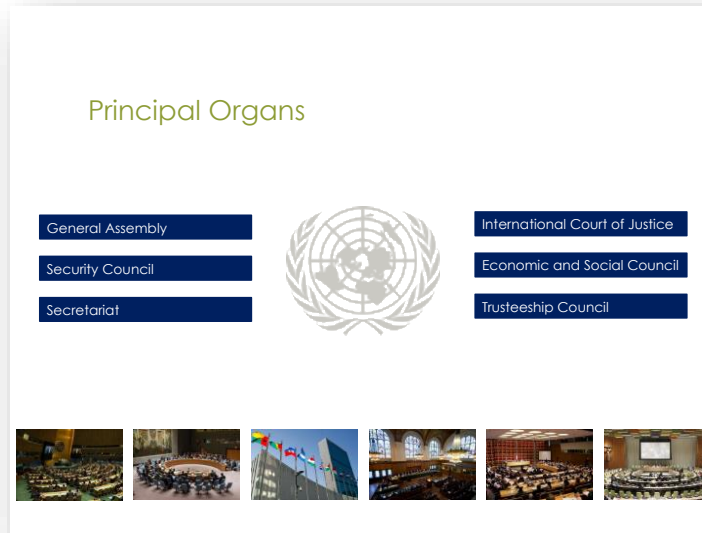 Principal Organs
General Assembly
Security Council
Secretariat
International Court of Justice
Economic and Social Council
Trusteeship Council